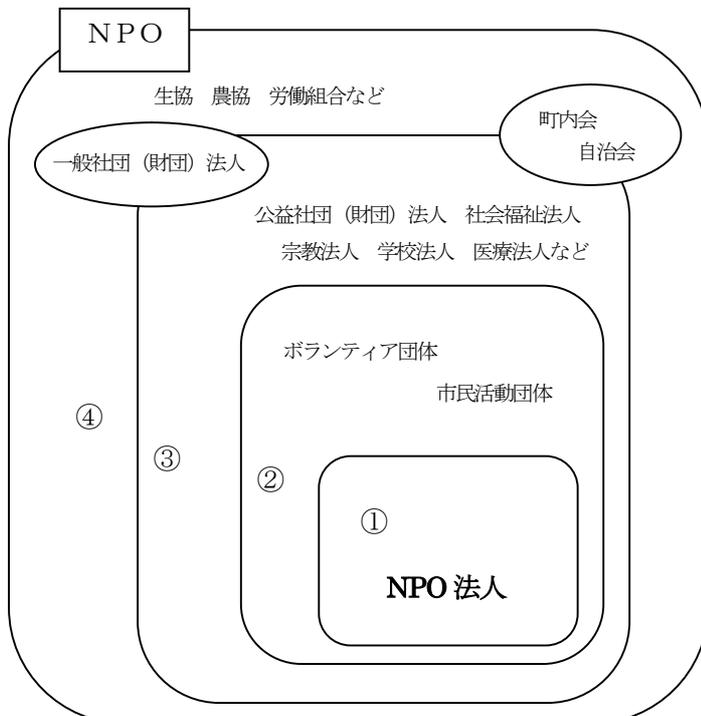 NPO
生協 農協 労働組合など
町内会
自治会
一般社団（財団）法人
公益社団（財団）法人 社会福祉法人
宗教法人 学校法人 医療法人など
ボランティア団体
市民活動団体
④
③
②
①
NPO 法人